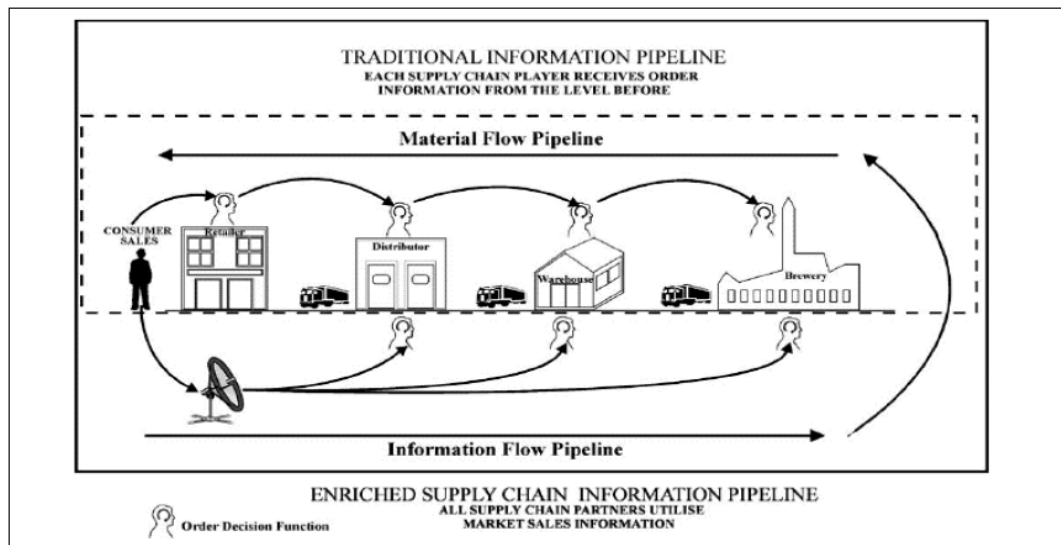 TRADITIONAL INFORMATION PIPELINE
EACH SUPPLY CHAIN PLAYER RECEIVES ORDER
INFORMATION FROM THE LEVEL BEFORE
Material Flow Pipeline
CONSUMER
SALES
Retailer
Distributor
Warehouse
Brewery
Information Flow Pipeline
ENRICHED SUPPLY CHAIN INFORMATION PIPELINE
ALL SUPPLY CHAIN PARTNERS UTILISE
MARKET SALES INFORMATION
Order Decision Function